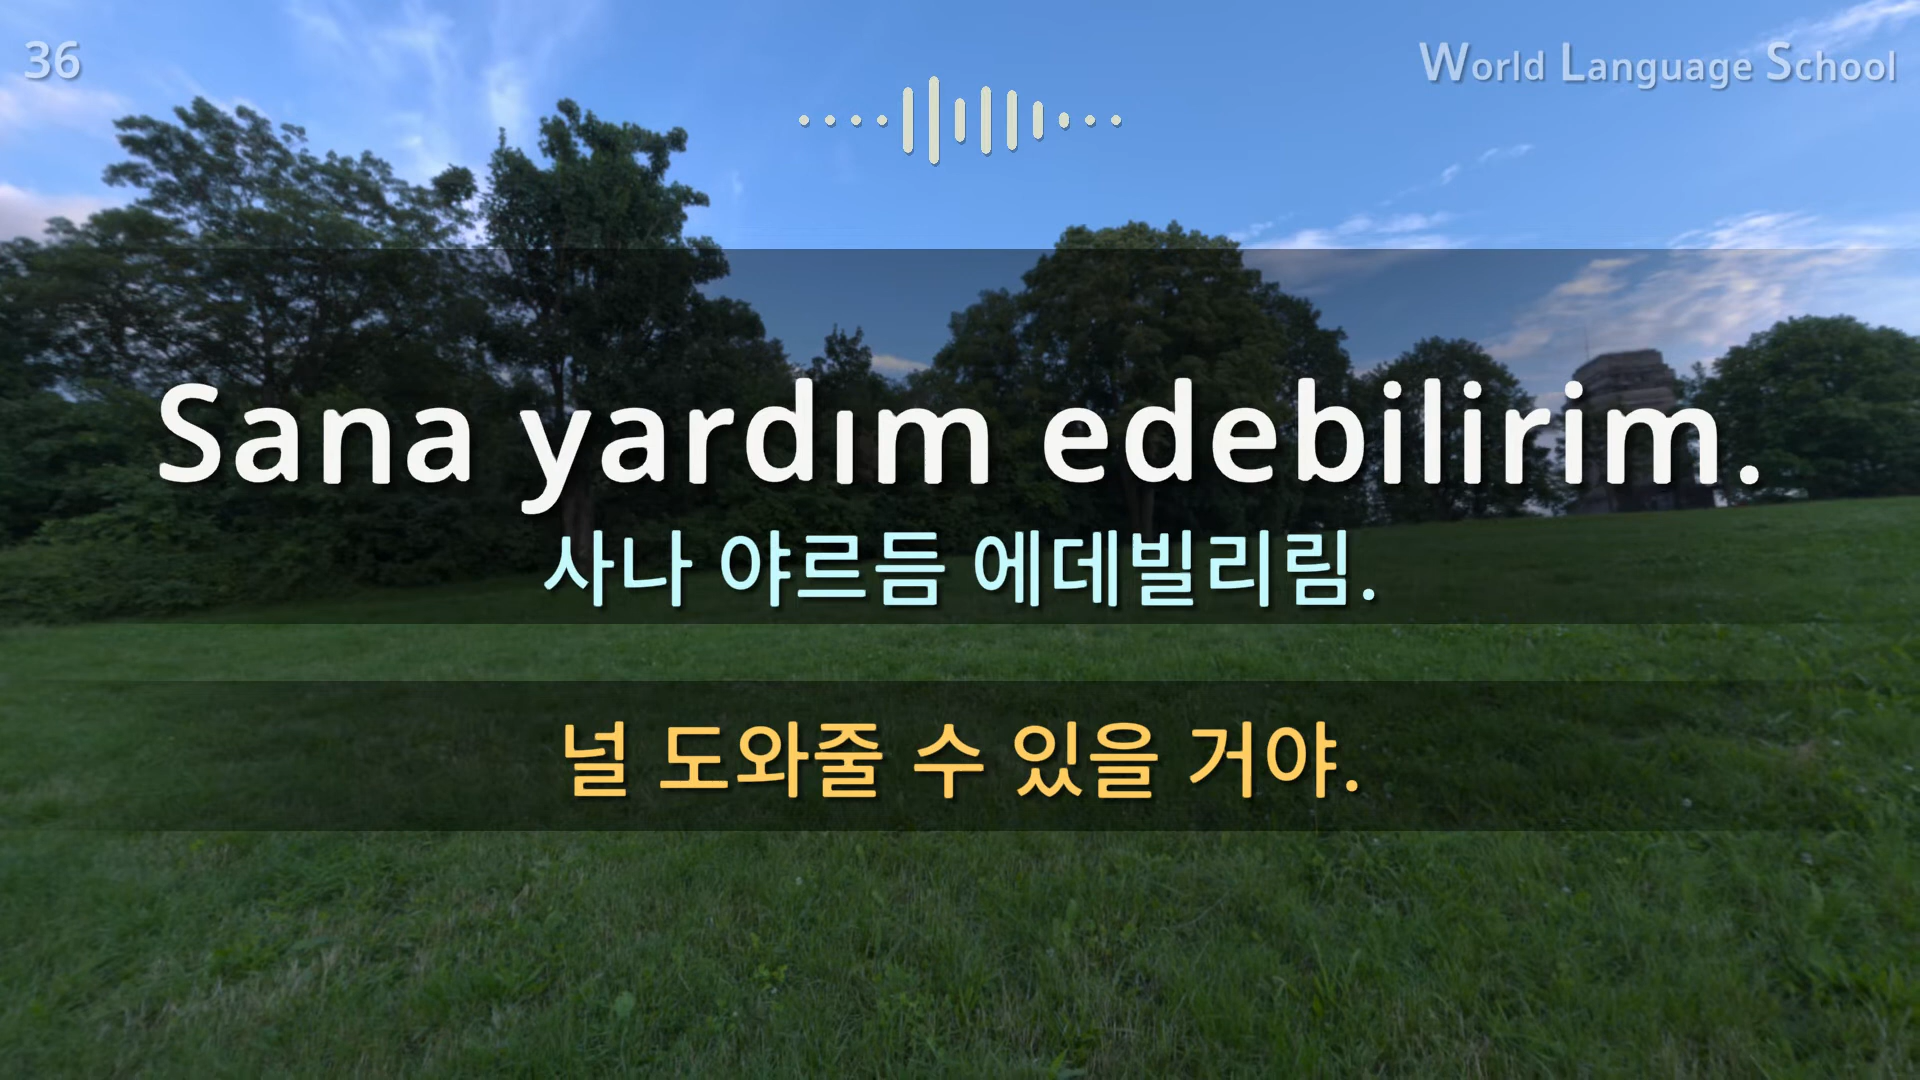 36
World Language School
Sana yardım edebilirim.
사나 야르듬 에데빌리림.
널 도와줄 수 있을 거야.